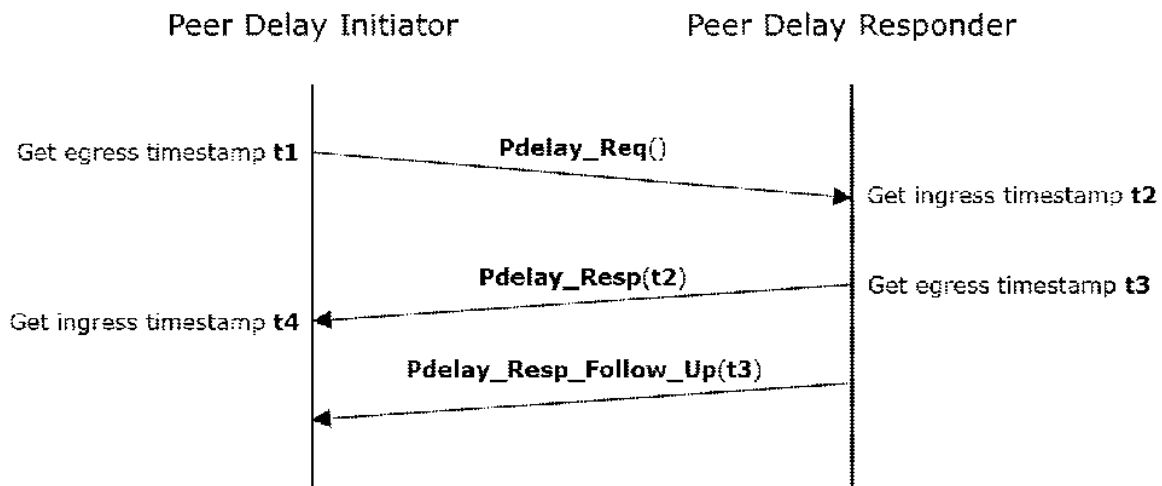 Peer Delay Initiator
Peer Delay Responder
Get egress timestamp t1
Pdelay_Req()
Get ingress timestamp t2
Pdelay_Resp(t2)
Get egress timestamp t3
Get ingress timestamp t4
Pdelay_Resp_Follow_Up(t3)